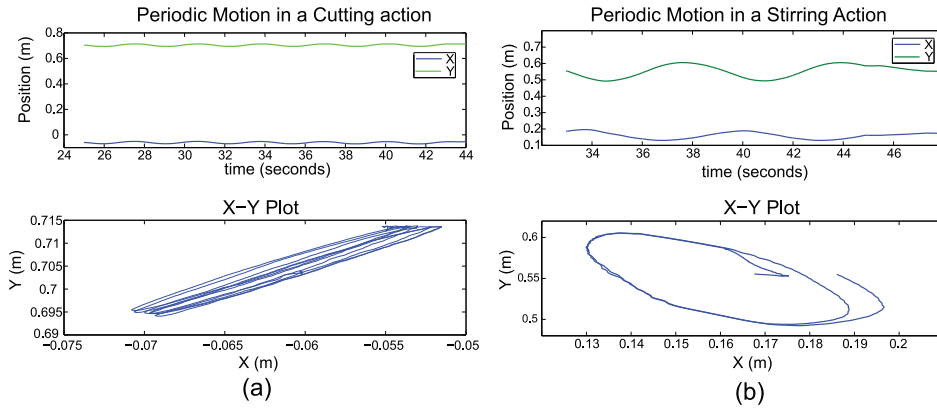 Periodic Motion in a Cutting action
Position (m)
0.8
0.6
0.4
0.2
0
24 26 28 30 32 34 36 38 40 42 44
time (seconds)
X
Y
X−Y Plot
Y (m)
0.715
0.71
0.705
0.7
0.695
0.69
−0.075 −0.07 −0.065 −0.06 −0.055 −0.05
X (m)
(a)
Periodic Motion in a Stirring Action
Position (m)
0.7
0.6
0.5
0.4
0.3
0.2
0.1
34 36 38 40 42 44 46
time (seconds)
X
Y
X−Y Plot
Y (m)
0.6
0.55
0.5
0.13 0.14 0.15 0.16 0.17 0.18 0.19 0.2
X (m)
(b)